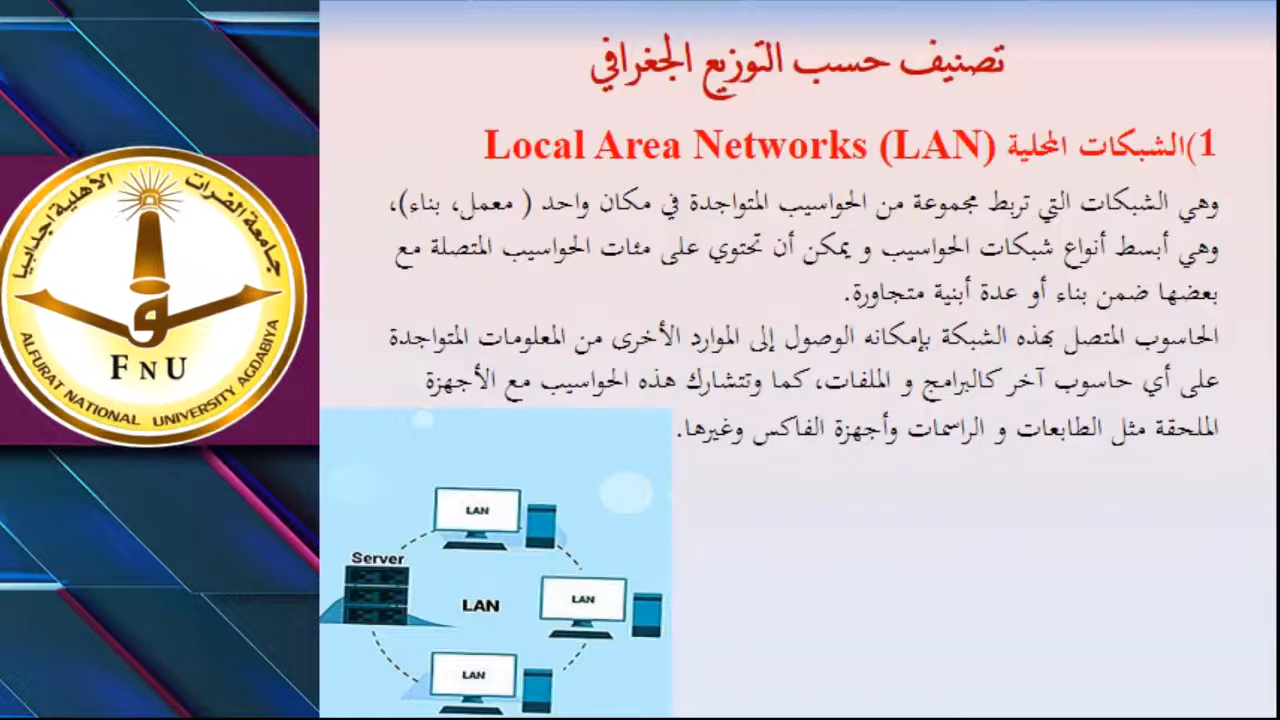 تصنيف حسب التوزيع الجغرافي
1)الشبكات المحلية Local Area Networks (LAN)
وهي الشبكات التي تربط مجموعة من الحواسيب المتواجدة في مكان واحد ( معمل، بناء)،
وهي أبسط أنواع شبكات الحواسيب و يمكن أن تحتوي على مئات الحواسيب المتصلة مع
بعضها ضمن بناء أو عدة أبنية متجاورة.
الحاسوب المتصل بهذه الشبكة بإمكانه الوصول إلى الموارد الأخرى من المعلومات المتواجدة
على أي حاسوب آخر كالبرامج و الملفات، كما وتتشارك هذه الحواسيب مع الأجهزة
الملحقة مثل الطابعات و الراسمات وأجهزة الفاكس وغيرها.
جامعة الفرات الأهلية اجدابيا
FNU
ALFURAT NATIONAL UNIVERSITY AGDABIYA
LAN
Server
LAN
LAN
LAN